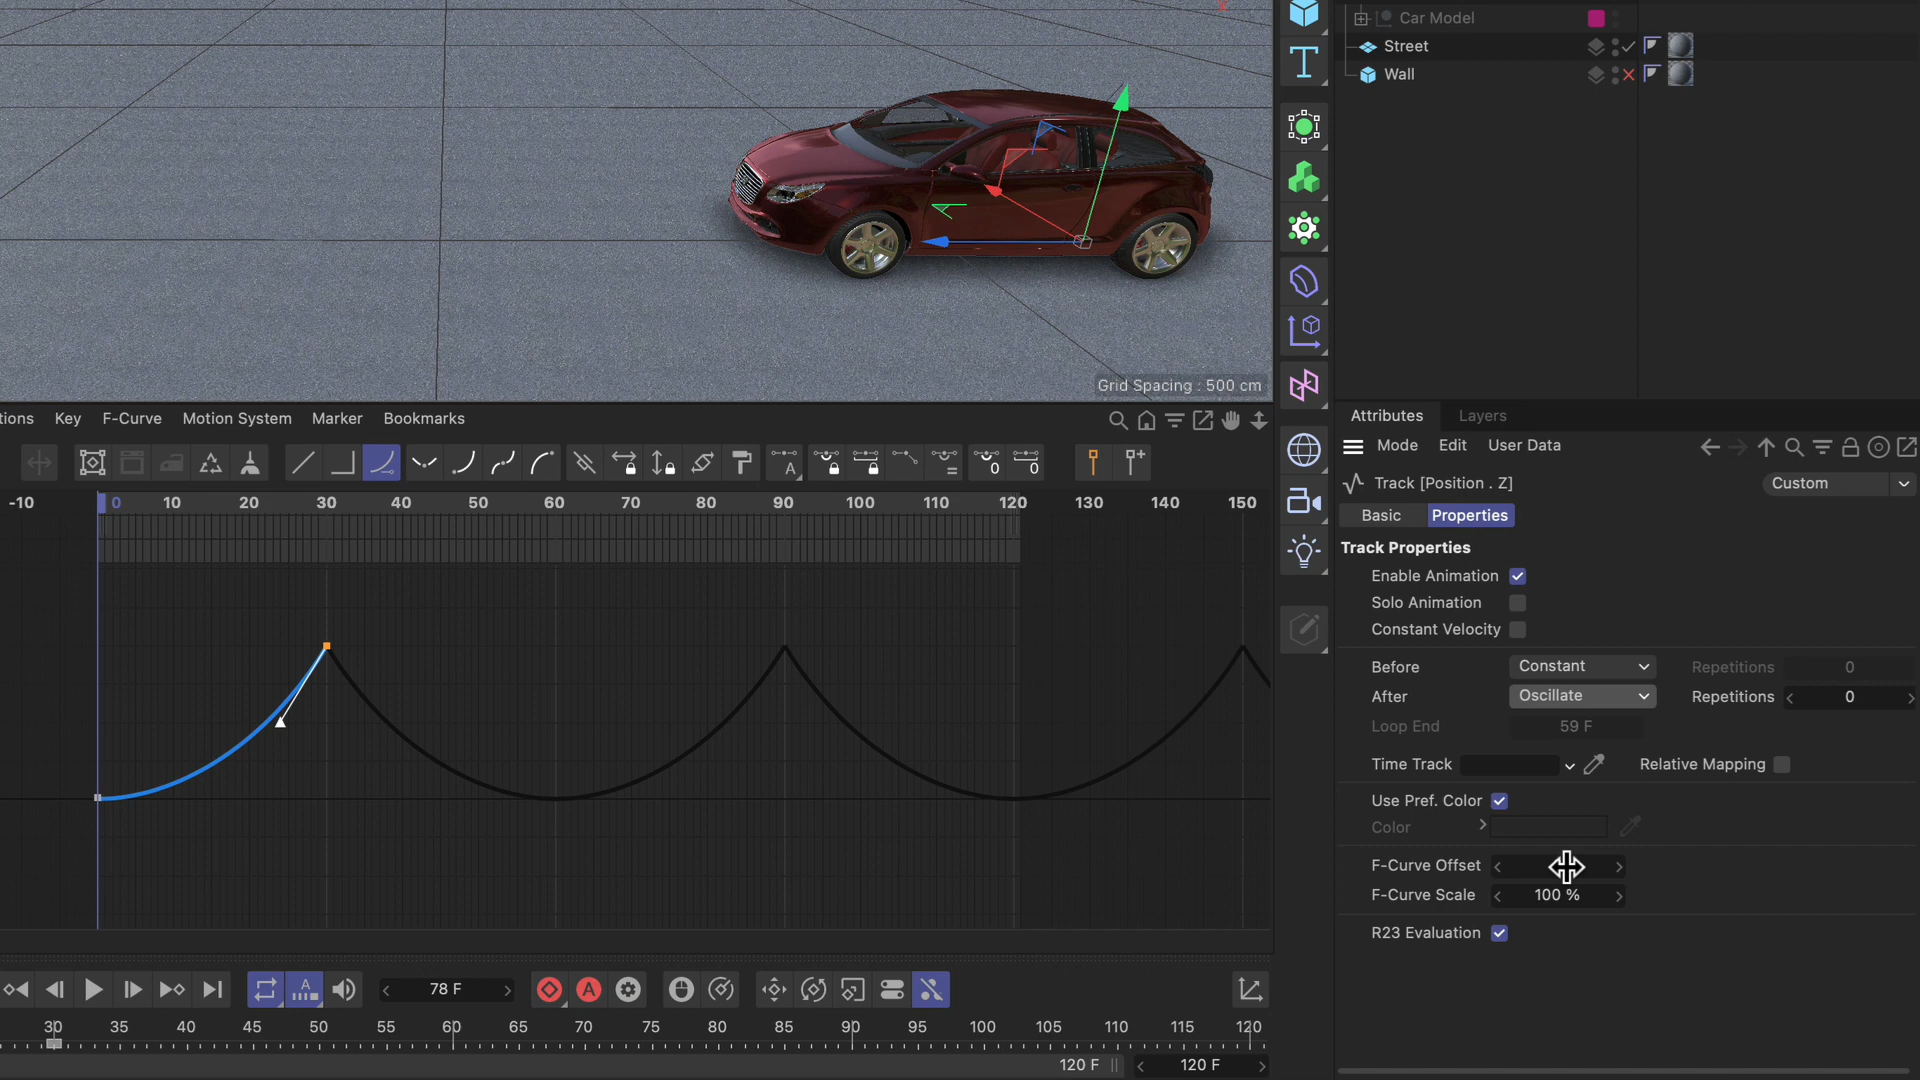 Car Model
Street
Wall
Grid Spacing : 500 cm
tions Key F-Curve Motion System Marker Bookmarks
A 0 0
-10 0 10 20 30 40 50 60 70 80 90 100 110 120 130 140 150
Attributes Layers
Mode Edit User Data
Track [Position . Z] Custom
Basic Properties
Track Properties
Enable Animation
Solo Animation
Constant Velocity
Before Constant Repetitions 0
After Oscillate Repetitions 0
Loop End 59 F
Time Track Relative Mapping
Use Pref. Color
Color
F-Curve Offset
F-Curve Scale 100 %
R23 Evaluation
A 78 F A
30 35 40 45 50 55 60 65 70 75 80 85 90 95 100 105 110 115 120
120 F 120 F